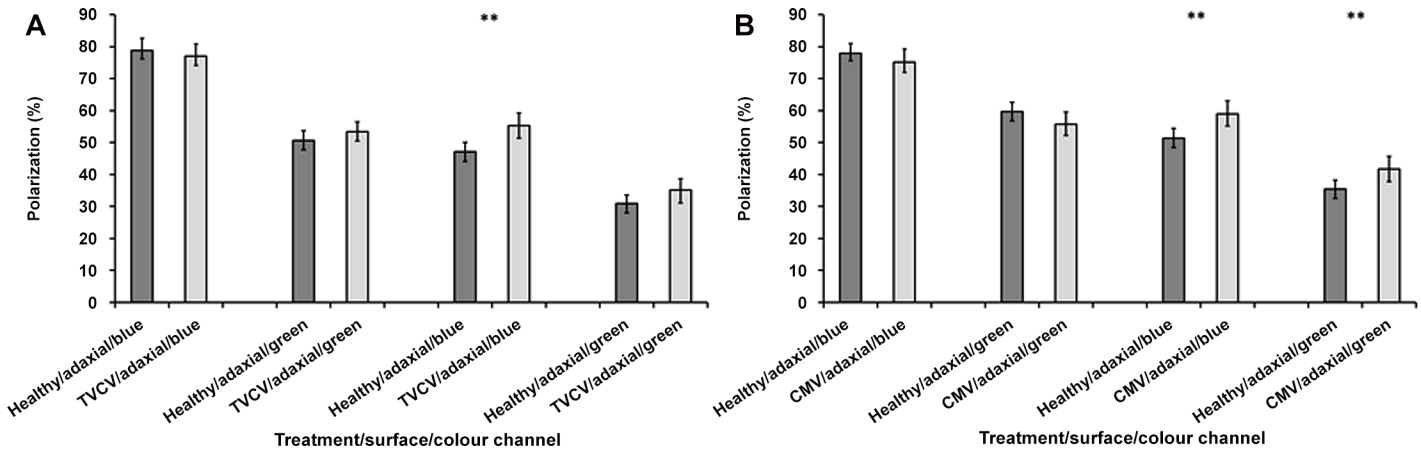 A
Polarization (%)
90
80
70
60
50
40
30
20
10
0
**
Healthy/adaxial/blue
TVCV/adaxial/blue
Healthy/adaxial/green
TVCV/adaxial/green
Healthy/adaxial/blue
TVCV/adaxial/blue
Healthy/adaxial/green
TVCV/adaxial/green
Treatment/surface/colour channel
B
Polarization (%)
90
80
70
60
50
40
30
20
10
0
**
**
Healthy/adaxial/blue
CMV/adaxial/blue
Healthy/adaxial/green
CMV/adaxial/green
Healthy/adaxial/blue
CMV/adaxial/blue
Healthy/adaxial/green
CMV/adaxial/green
Treatment/surface/colour channel